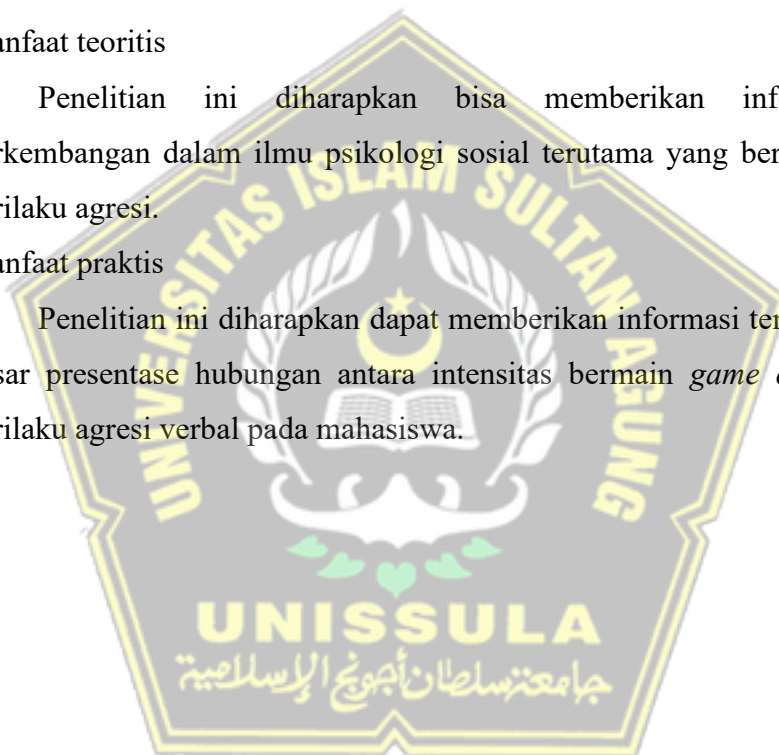 anfaat teoritis
Penelitian ini diharapkan bisa memberikan inf
rkembangan dalam ilmu psikologi sosial terutama yang ber
rilaku agresi.
anfaat praktis
Penelitian ini diharapkan dapat memberikan informasi ter
sar presentase hubungan antara intensitas bermain game
rilaku agresi verbal pada mahasiswa.
UNIVERSITAS ISLAM SULTAN AGUNG
UNISSULA
جامعة سلطان أجونج الإسلامية